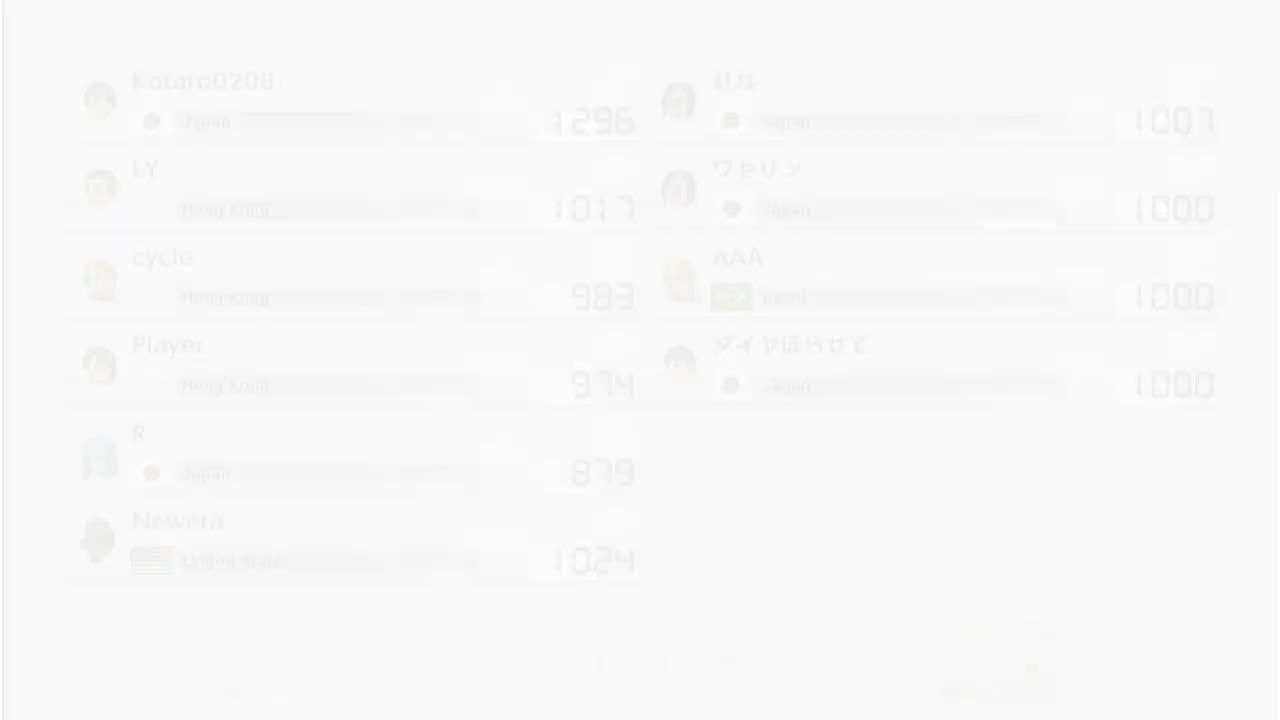 Kotaro0208
Japan 1296
LY
Hong Kong 1017
cycle
Hong Kong 983
Player
Hong Kong 974
R
Japan 879
Newera
United States 1024
はな
Japan 1007
ワセリン
Japan 1000
AAA
Brazil 1000
ダイヤほらせて
Japan 1000